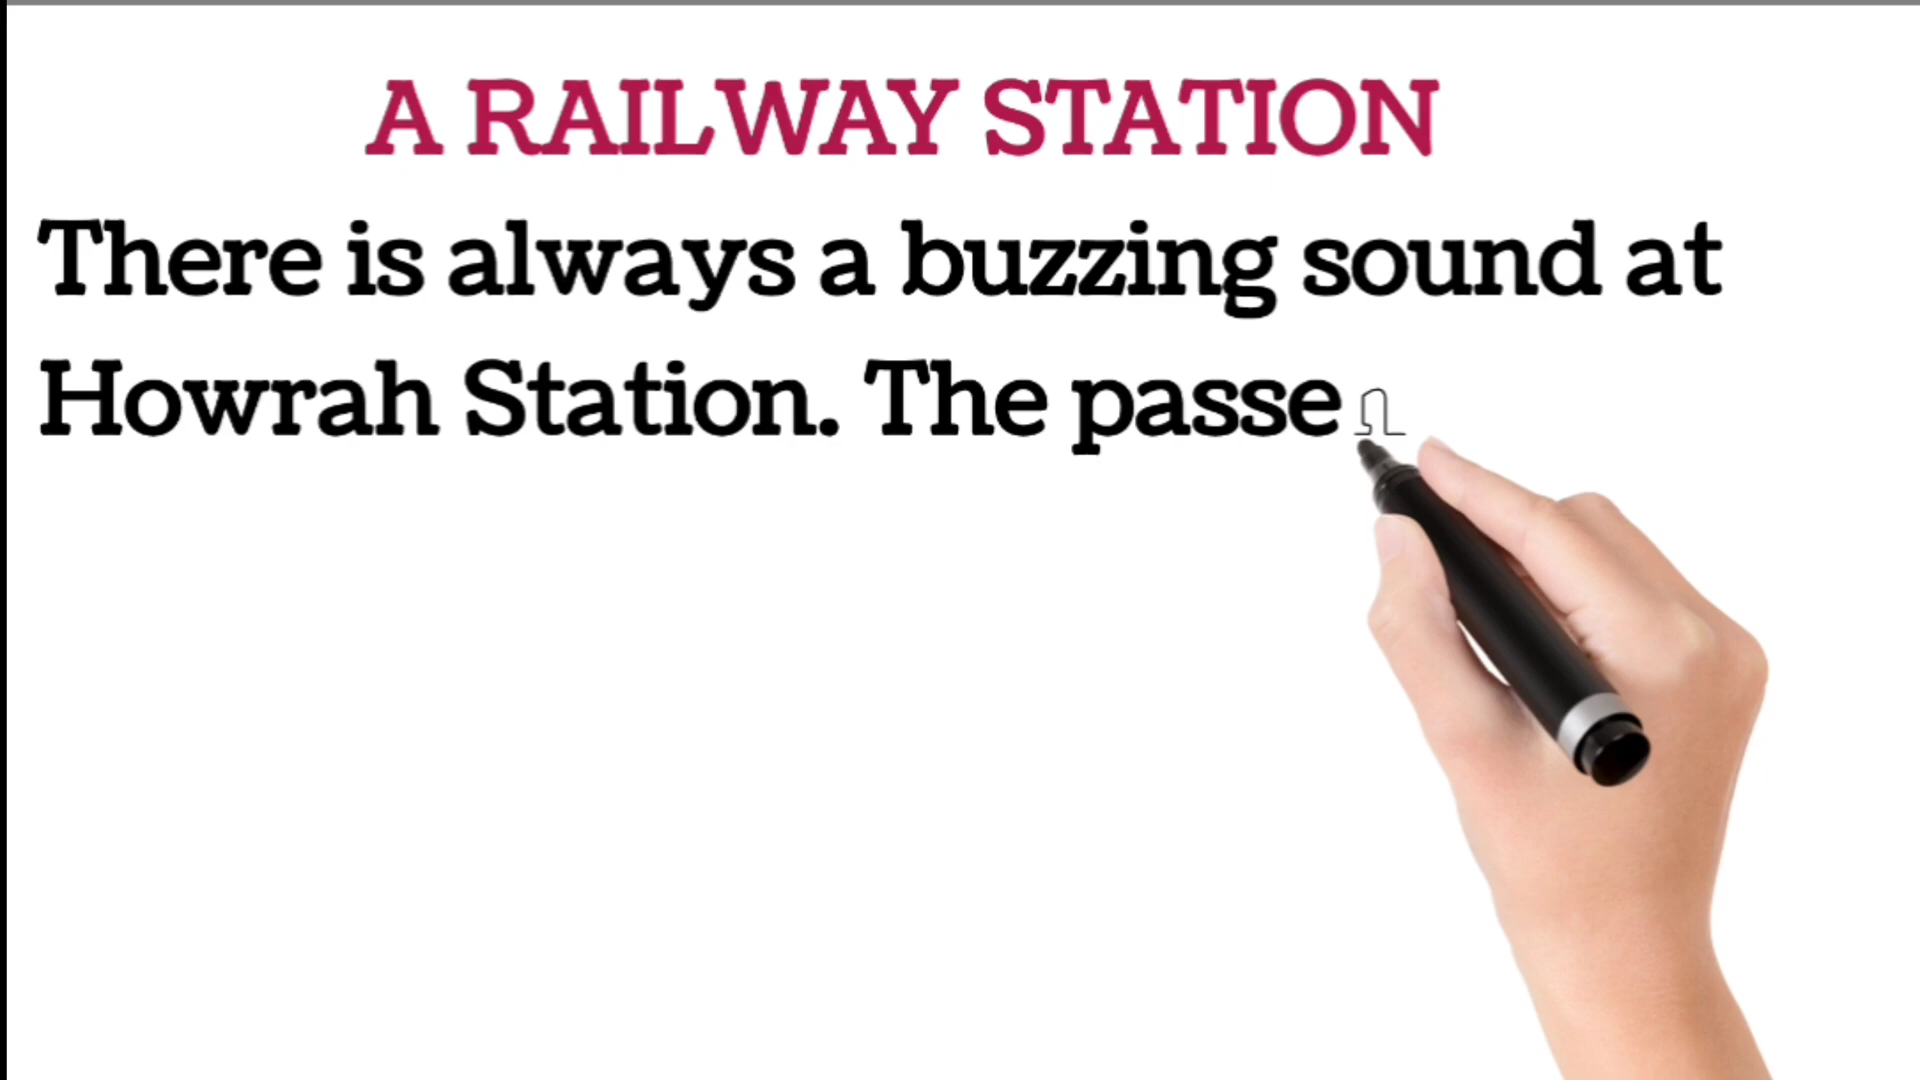 A RAILWAY STATION
There is always a buzzing sound at
Howrah Station. The passe